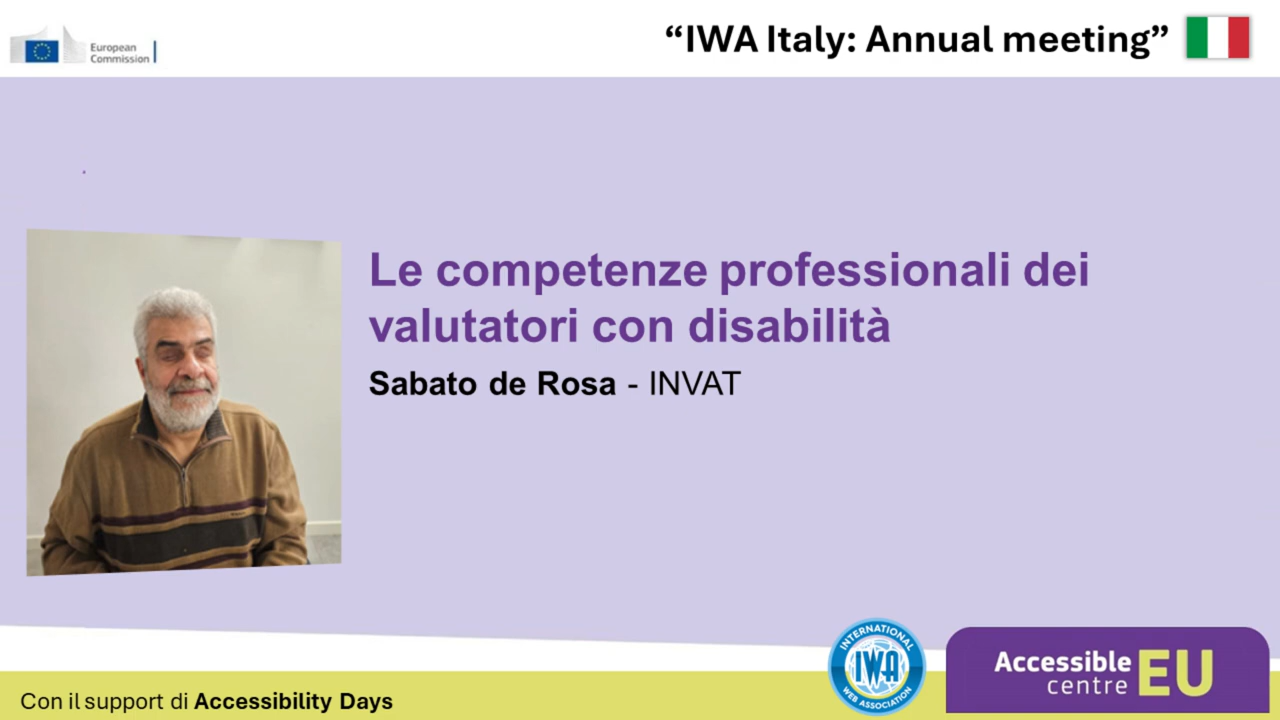 European
Commission
“IWA Italy: Annual meeting”
Le competenze professionali dei
valutatori con disabilità
Sabato de Rosa - INVAT
Con il support di Accessibility Days
INTERNATIONAL
IWA
WEB ASSOCIATION
Accessible
centre
EU